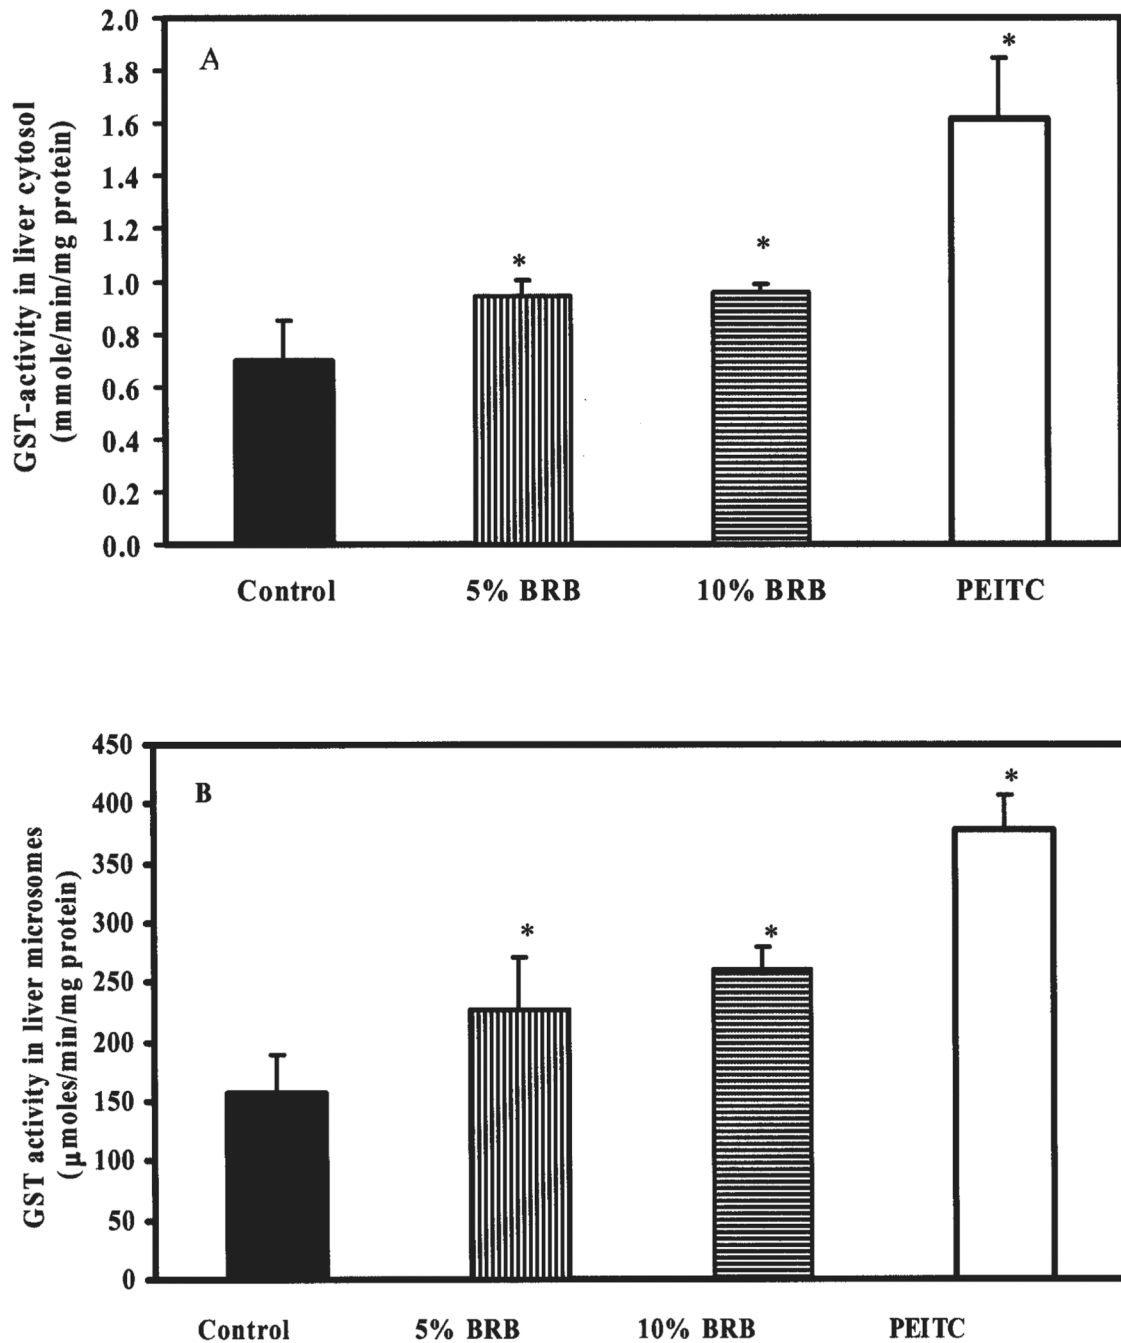 A
GST-activity in liver cytosol
(mmole/min/mg protein)
2.0
1.8
1.6
1.4
1.2
1.0
0.8
0.6
0.4
0.2
0.0
*
*
*
Control
5% BRB
10% BRB
PEITC
B
GST activity in liver microsomes
(μmoles/min/mg protein)
450
400
350
300
250
200
150
100
50
0
*
*
*
Control
5% BRB
10% BRB
PEITC